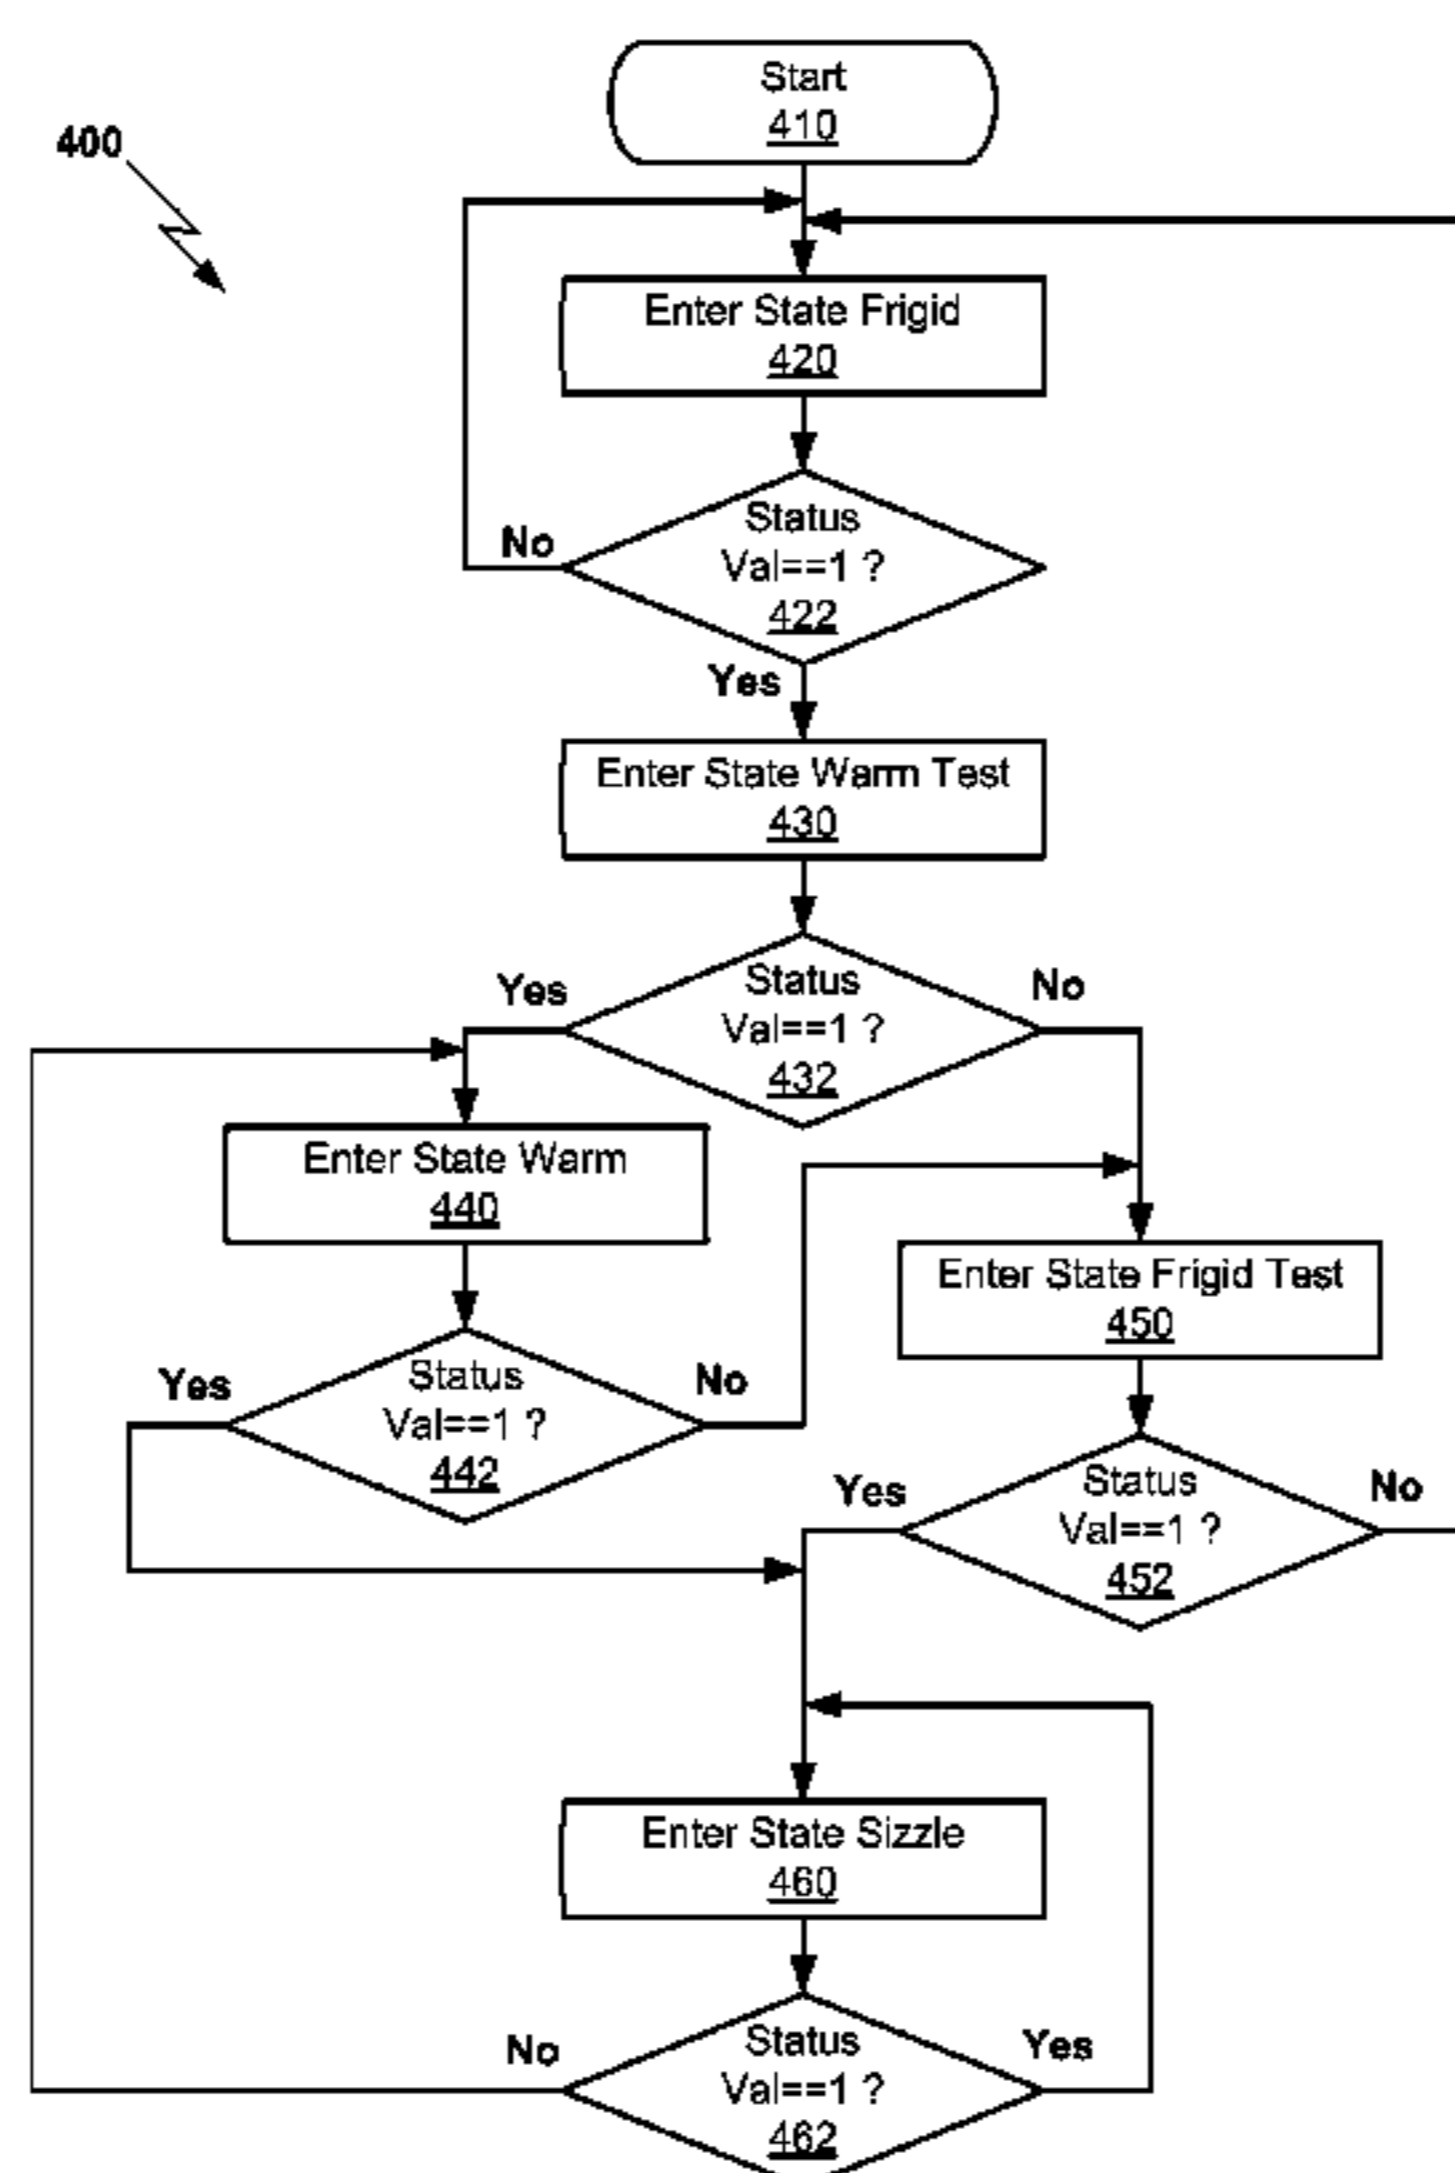 Start
410
400
Enter State Frigid
420
Status
Val==1 ?
422
No
Yes
Enter State Warm Test
430
Status
Val==1 ?
432
Yes
No
Enter State Warm
440
Enter State Frigid Test
450
Status
Val==1 ?
442
Yes
No
Status
Val==1 ?
452
Yes
No
Enter State Sizzle
460
Status
Val==1 ?
462
No
Yes